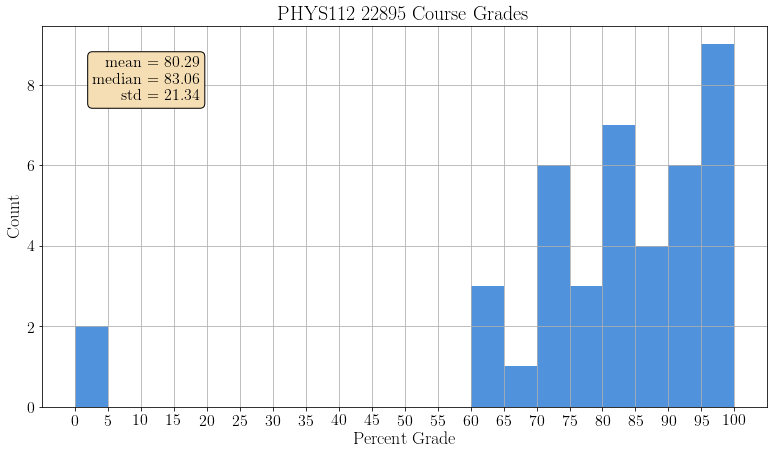 PHYS112 22895 Course Grades
mean = 80.29
median = 83.06
std = 21.34
8
6
4
2
0
Count
0 5 10 15 20 25 30 35 40 45 50 55 60 65 70 75 80 85 90 95 100
Percent Grade